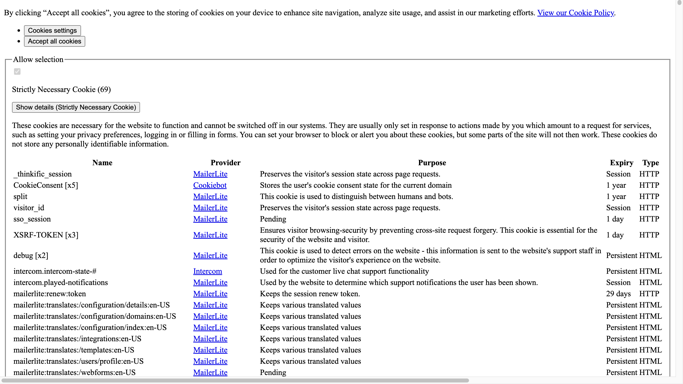 By clicking “Accept all cookies”, you agree to the storing of cookies on your device to enhance site navigation, analyze site usage, and assist in our marketing efforts. View our Cookie Policy.
Cookies settings
Accept all cookies
Allow selection
Strictly Necessary Cookie (69)
Show details (Strictly Necessary Cookie)
These cookies are necessary for the website to function and cannot be switched off in our systems. They are usually only set in response to actions made by you which amount to a request for services,
such as setting your privacy preferences, logging in or filling in forms. You can set your browser to block or alert you about these cookies, but some parts of the site will not then work. These cookies do
not store any personally identifiable information.
Name Provider Purpose Expiry Type
_thinkific_session MailerLite Preserves the visitor's session state across page requests. Session HTTP
CookieConsent [x5] Cookiebot Stores the user's cookie consent state for the current domain 1 year HTTP
split MailerLite This cookie is used to distinguish between humans and bots. 1 year HTTP
visitor_id MailerLite Preserves the visitor's session state across page requests. Session HTTP
sso_session MailerLite Pending 1 day HTTP
XSRF-TOKEN [x3] MailerLite Ensures visitor browsing-security by preventing cross-site request forgery. This cookie is essential for the
security of the website and visitor. 1 day HTTP
debug [x2] MailerLite This cookie is used to detect errors on the website - this information is sent to the website's support staff in
order to optimize the visitor's experience on the website. Persistent HTML
intercom.intercom-state-# Intercom Used for the customer live chat support functionality Persistent HTML
intercom.played-notifications MailerLite Used by the website to determine which support notifications the user has been shown. Session HTML
mailerlite:renew:token MailerLite Keeps the session renew token. 29 days HTTP
mailerlite:translates:/configuration/details:en-US MailerLite Keeps various translated values Persistent HTML
mailerlite:translates:/configuration/domains:en-US MailerLite Keeps various translated values Persistent HTML
mailerlite:translates:/configuration/index:en-US MailerLite Keeps various translated values Persistent HTML
mailerlite:translates:/integrations:en-US MailerLite Keeps various translated values Persistent HTML
mailerlite:translates:/templates:en-US MailerLite Keeps various translated values Persistent HTML
mailerlite:translates:/users/profile:en-US MailerLite Keeps various translated values Persistent HTML
mailerlite:translates:/webforms:en-US MailerLite Pending Persistent HTML